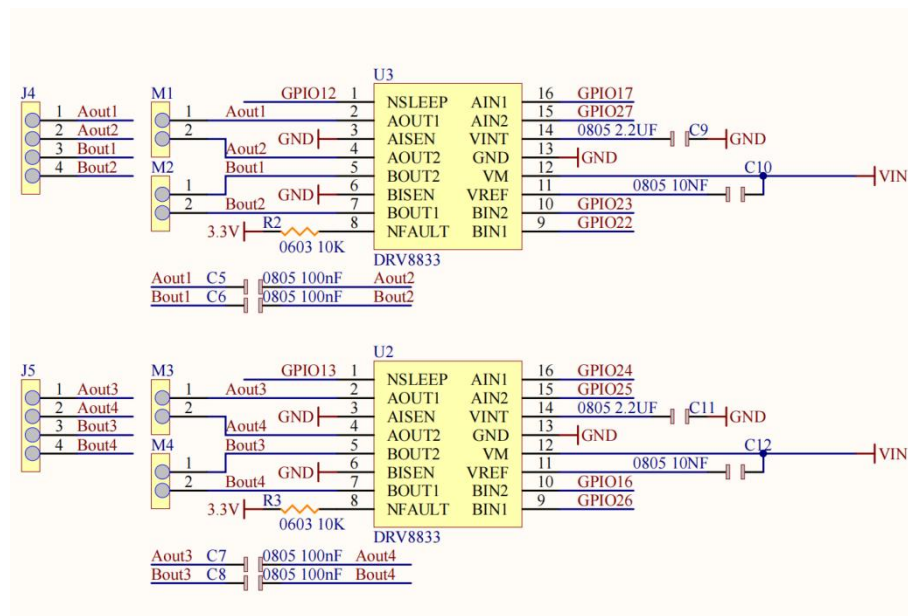 U3
J4
1 Aout1
2 Aout2
3 Bout1
4 Bout2
M1
1 Aout1
2
Aout2
M2
Bout1
1
2 Bout2
GPIO12 1 NSLEEP AIN1 16 GPIO17
2 AOUT1 AIN2 15 GPIO27
GND 3 AISEN VINT 14 0805 2.2UF C9 GND
4 AOUT2 GND 13 GND
5 BOUT2 VM 12 C10 VIN
GND 6 BISEN VREF 11 0805 10NF
7 BOUT1 BIN2 10 GPIO23
3.3V R2 0603 10K 8 NFAULT BIN1 9 GPIO22
DRV8833
Aout1 C5 0805 100nF Aout2
Bout1 C6 0805 100nF Bout2
U2
J5
1 Aout3
2 Aout4
3 Bout3
4 Bout4
M3
1 Aout3
2
Aout4
M4
Bout3
1
2 Bout4
GPIO13 1 NSLEEP AIN1 16 GPIO24
2 AOUT1 AIN2 15 GPIO25
GND 3 AISEN VINT 14 0805 2.2UF C11 GND
4 AOUT2 GND 13 GND
5 BOUT2 VM 12 C12 VIN
GND 6 BISEN VREF 11 0805 10NF
7 BOUT1 BIN2 10 GPIO16
3.3V R3 0603 10K 8 NFAULT BIN1 9 GPIO26
DRV8833
Aout3 C7 0805 100nF Aout4
Bout3 C8 0805 100nF Bout4